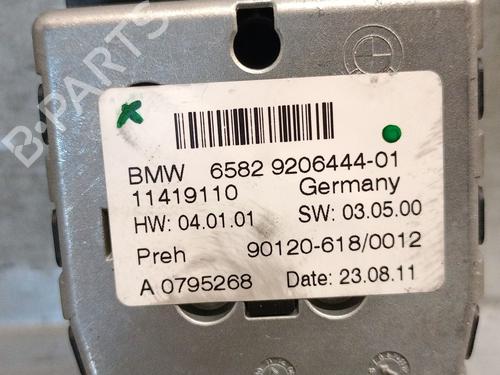 BMW 6582 9206444-01
11419110 Germany
HW: 04.01.01 SW: 03.05.00
Preh 90120-618/0012
A 0795268 Date: 23.08.11
B-PARTS